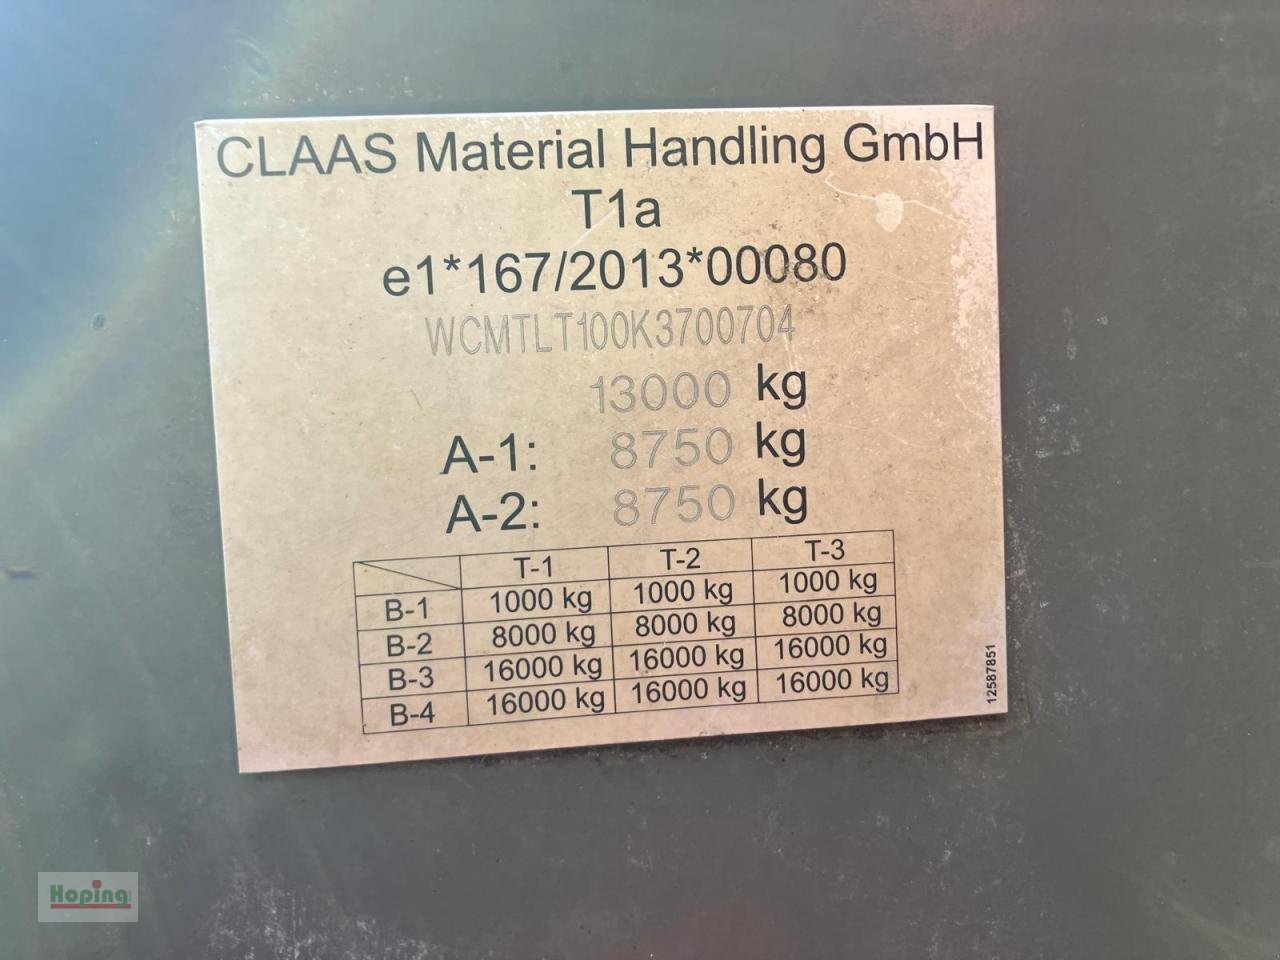 CLAAS Material Handling GmbH
T1a
e1*167/2013*00080
WCMTLT100K3700704
13000 kg
A-1: 8750 kg
A-2: 8750 kg
T-1 T-2 T-3
B-1 1000 kg 1000 kg 1000 kg
B-2 8000 kg 8000 kg 8000 kg
B-3 16000 kg 16000 kg 16000 kg
B-4 16000 kg 16000 kg 16000 kg
12587851
Hoping